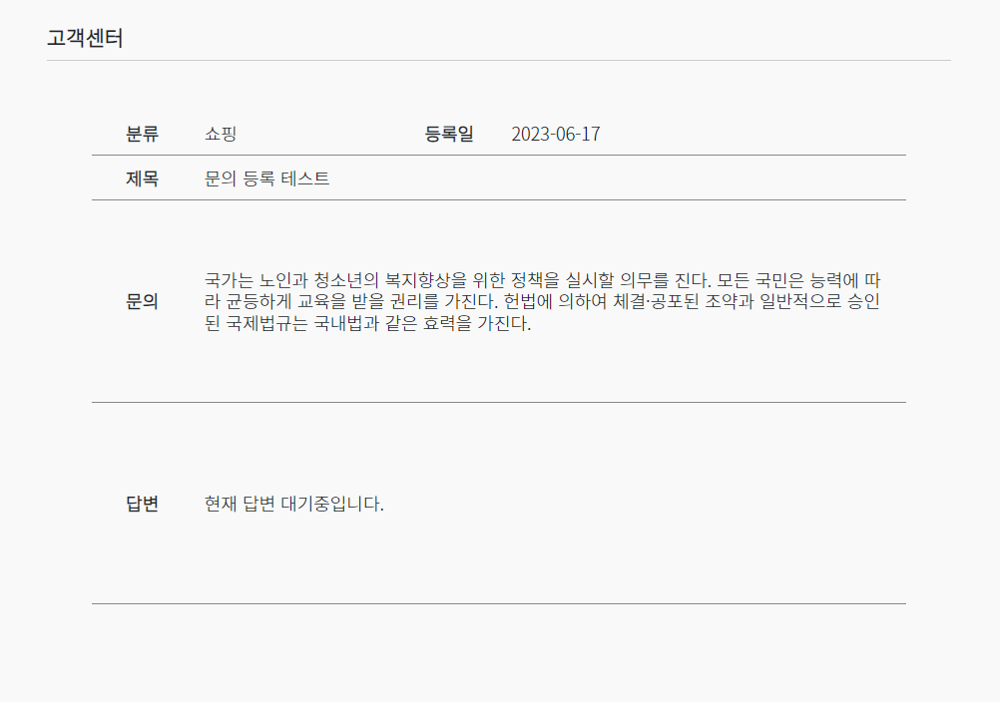 고객센터
분류 쇼핑 등록일 2023-06-17
제목 문의 등록 테스트
국가는 노인과 청소년의 복지향상을 위한 정책을 실시할 의무를 진다. 모든 국민은 능력에 따
문의 라 균등하게 교육을 받을 권리를 가진다. 헌법에 의하여 체결·공포된 조약과 일반적으로 승인
된 국제법규는 국내법과 같은 효력을 가진다.
답변 현재 답변 대기중입니다.